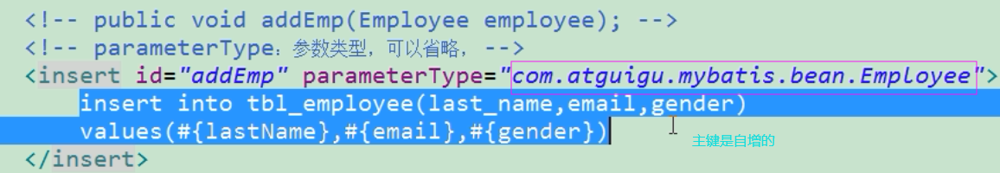 <!-- public void addEmp(Employee employee); -->
<!-- parameterType：参数类型，可以省略， -->
<insert id="addEmp" parameterType="com.atguigu.mybatis.bean.Employee">
insert into tbl_employee(last_name,email,gender)
values(#{lastName},#{email},#{gender})
主键是自增的
</insert>